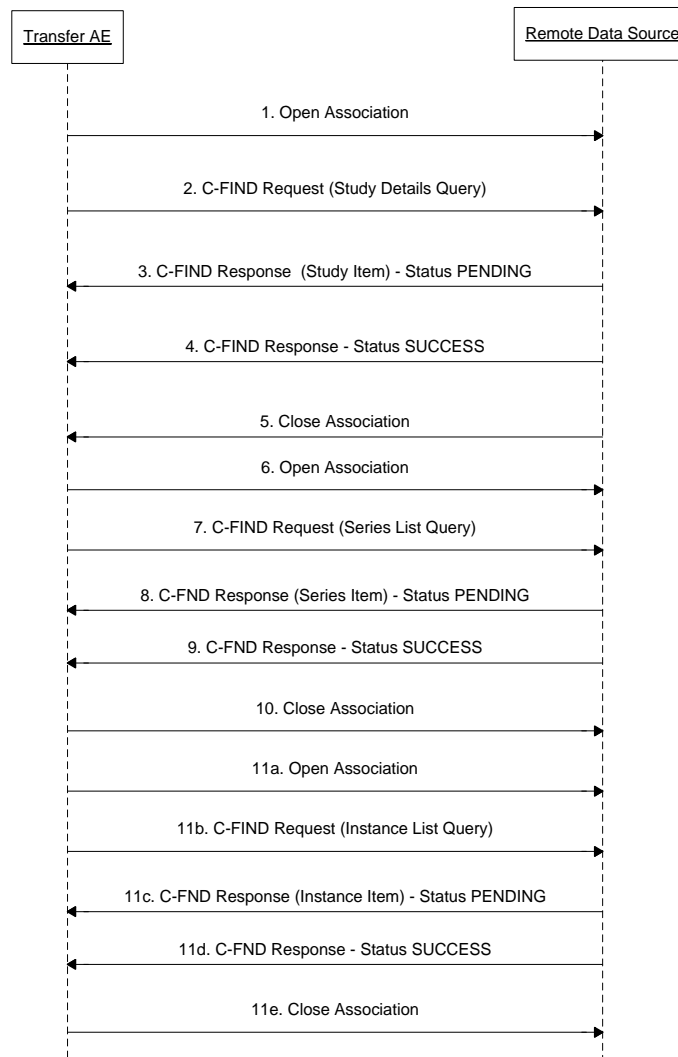 Transfer AE
Remote Data Source
1. Open Association
2. C-FIND Request (Study Details Query)
3. C-FIND Response  (Study Item) - Status PENDING
4. C-FIND Response - Status SUCCESS
5. Close Association
6. Open Association
7. C-FIND Request (Series List Query)
8. C-FND Response (Series Item) - Status PENDING
9. C-FND Response - Status SUCCESS
10. Close Association
11a. Open Association
11b. C-FIND Request (Instance List Query)
11c. C-FND Response (Instance Item) - Status PENDING
11d. C-FND Response - Status SUCCESS
11e. Close Association